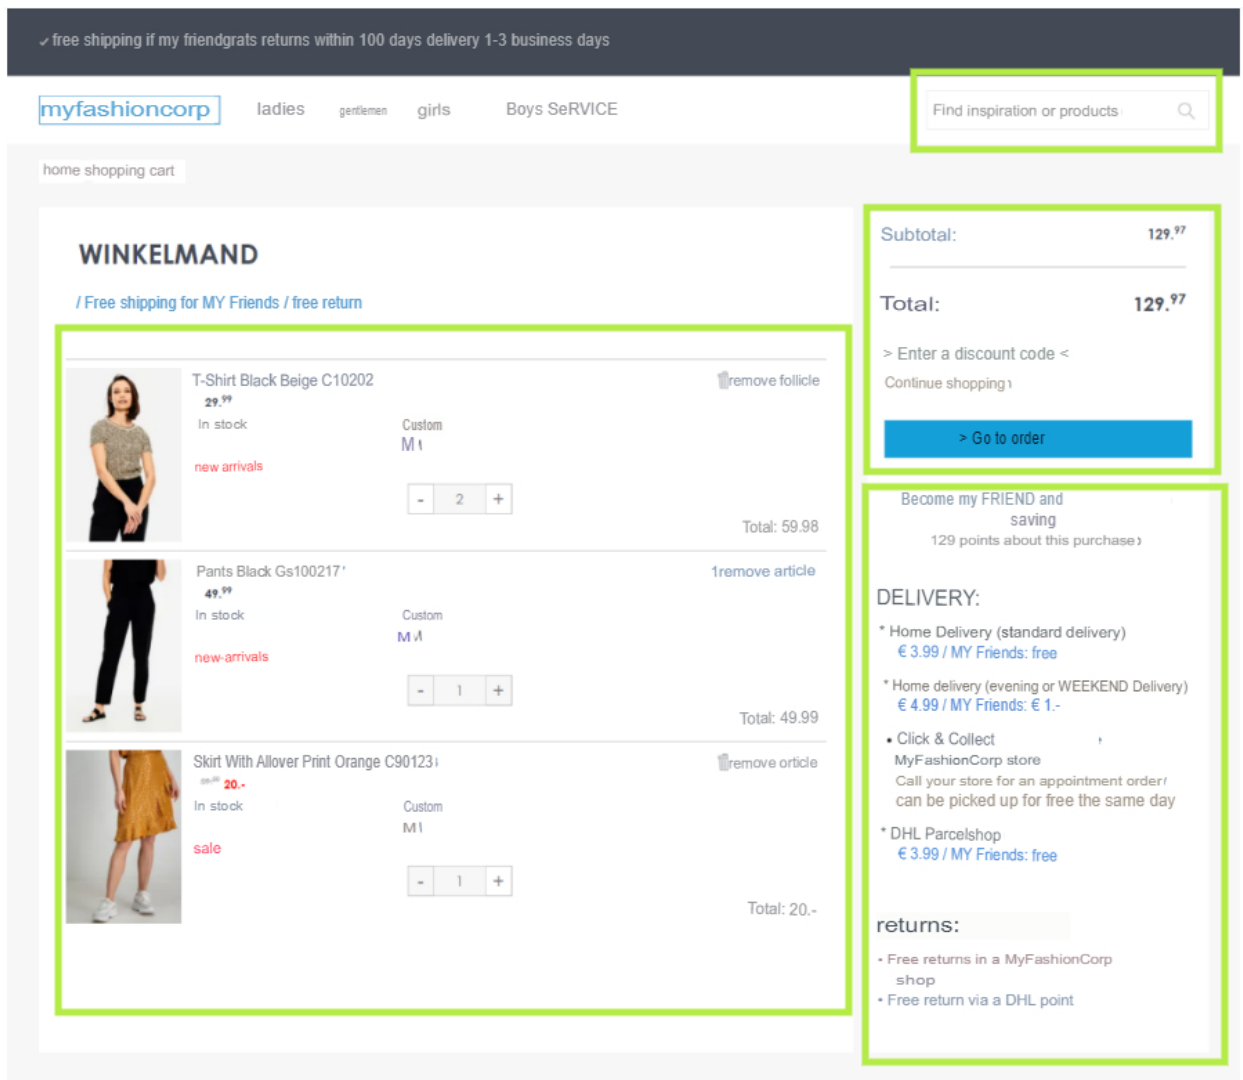 free shipping if my friendgrats returns within 100 days delivery 1-3 business days
myfashioncorp ladies gentlemen girls Boys SeRVICE
Find inspiration or products
home shopping cart
WINKELMAND
/ Free shipping for MY Friends / free return
T-Shirt Black Beige C10202
remove follicle
29.99
In stock
Custom
M
new arrivals
- 2 +
Total: 59.98
Pants Black Gs100217'
1remove article
49.99
In stock
Custom
M
new-arrivals
- 1 +
Total: 49.99
Skirt With Allover Print Orange C90123
remove orticle
20.-
In stock
Custom
M
sale
- 1 +
Total: 20.-
Subtotal: 129.97
Total: 129.97
> Enter a discount code <
Continue shopping
> Go to order
Become my FRIEND and
saving
129 points about this purchase
DELIVERY:
* Home Delivery (standard delivery)
€ 3.99 / MY Friends: free
* Home delivery (evening or WEEKEND Delivery)
€ 4.99 / MY Friends: € 1.-
• Click & Collect
MyFashionCorp store
Call your store for an appointment order/
can be picked up for free the same day
* DHL Parcelshop
€ 3.99 / MY Friends: free
returns:
• Free returns in a MyFashionCorp
shop
• Free return via a DHL point